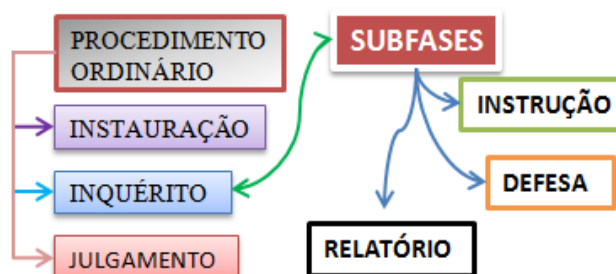 PROCEDIMENTO
ORDINÁRIO
INSTAURAÇÃO
INQUÉRITO
JULGAMENTO
SUBFASES
INSTRUÇÃO
DEFESA
RELATÓRIO